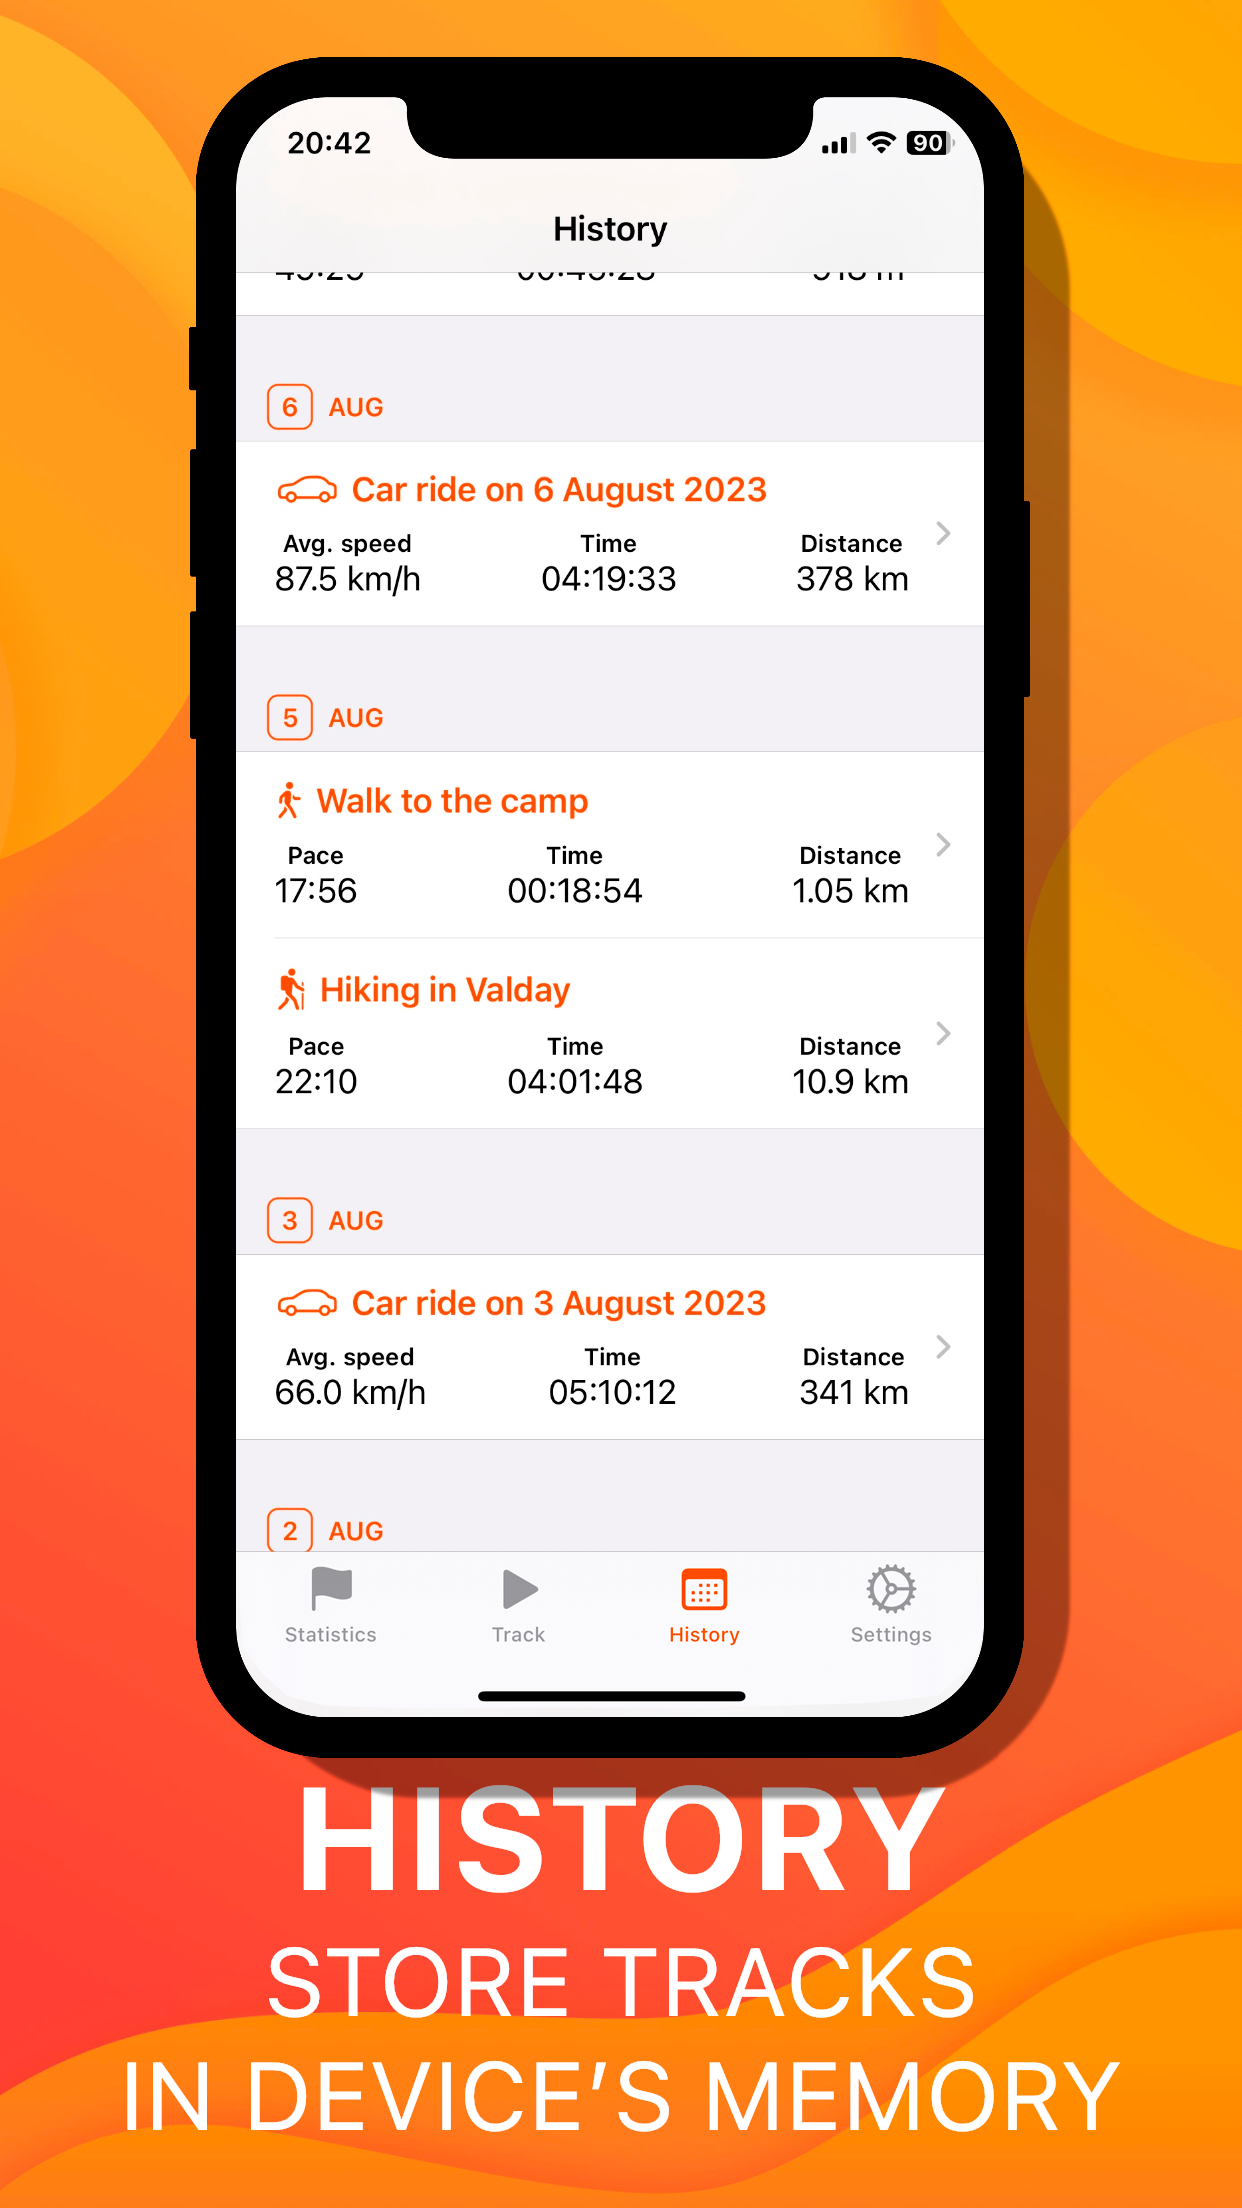 20:42
90
History
6 AUG
Car ride on 6 August 2023
Avg. speed Time Distance
87.5 km/h 04:19:33 378 km
5 AUG
Walk to the camp
Pace Time Distance
17:56 00:18:54 1.05 km
Hiking in Valday
Pace Time Distance
22:10 04:01:48 10.9 km
3 AUG
Car ride on 3 August 2023
Avg. speed Time Distance
66.0 km/h 05:10:12 341 km
2 AUG
Statistics Track History Settings
HISTORY
STORE TRACKS
IN DEVICE’S MEMORY